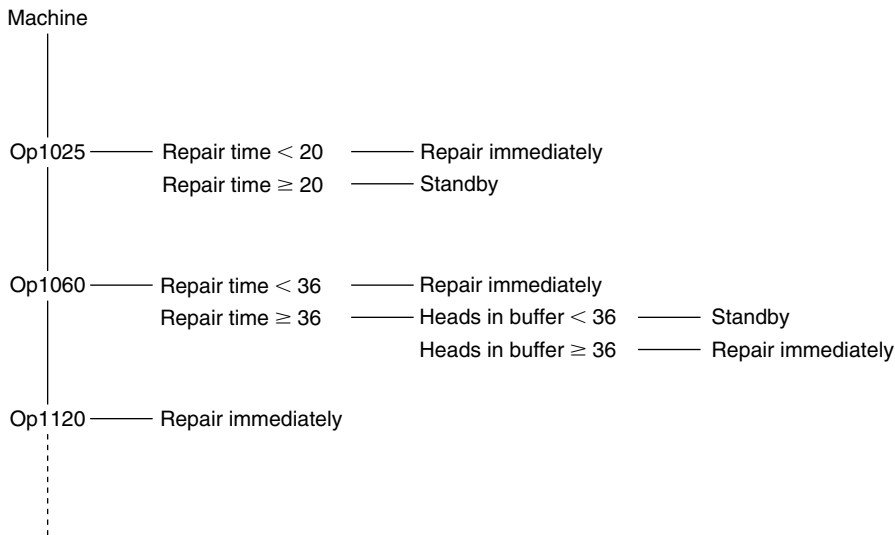 Machine
Op1025 Repair time < 20 Repair immediately
Repair time ≥ 20 Standby
Op1060 Repair time < 36 Repair immediately
Repair time ≥ 36 Heads in buffer < 36 Standby
Heads in buffer ≥ 36 Repair immediately
Op1120 Repair immediately